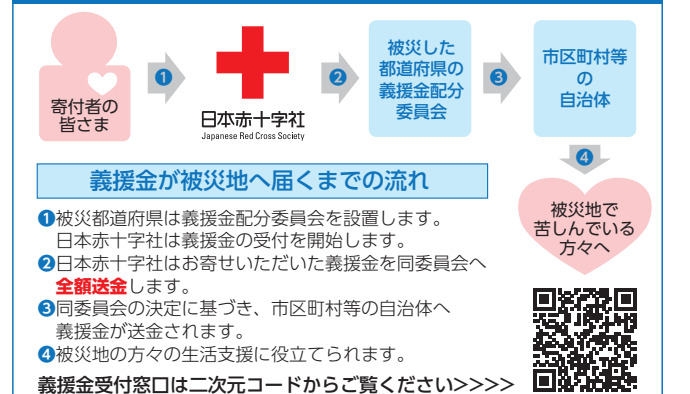 寄付者の
皆さま
❶
日本赤十字社
Japanese Red Cross Society
❷
被災した
都道府県の
義援金配分
委員会
❸
市区町村等
の
自治体
❹
被災地で
苦しんでいる
方々へ
義援金が被災地へ届くまでの流れ
❶被災都道府県は義援金配分委員会を設置します。
日本赤十字社は義援金の受付を開始します。
❷日本赤十字社はお寄せいただいた義援金を同委員会へ
全額送金します。
❸同委員会の決定に基づき、市区町村等の自治体へ
義援金が送金されます。
❹被災地の方々の生活支援に役立てられます。
義援金受付窓口は二次元コードからご覧ください>>>>